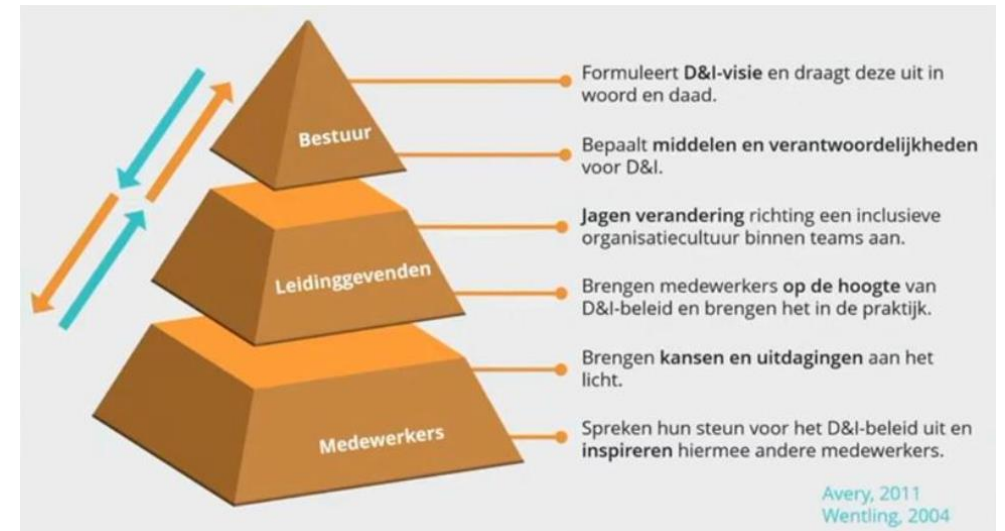 Formuleert D&I-visie en draagt deze uit in
woord en daad.
Bestuur
Bepaalt middelen en verantwoordelijkheden
voor D&I.
Jagen verandering richting een inclusieve
organisatiecultuur binnen teams aan.
Leidinggevenden
Brengen medewerkers op de hoogte van
D&I-beleid en brengen het in de praktijk.
Brengen kansen en uitdagingen aan het
licht.
Medewerkers
Spreken hun steun voor het D&I-beleid uit en
inspireren hiermee andere medewerkers.
Avery, 2011
Wentling, 2004